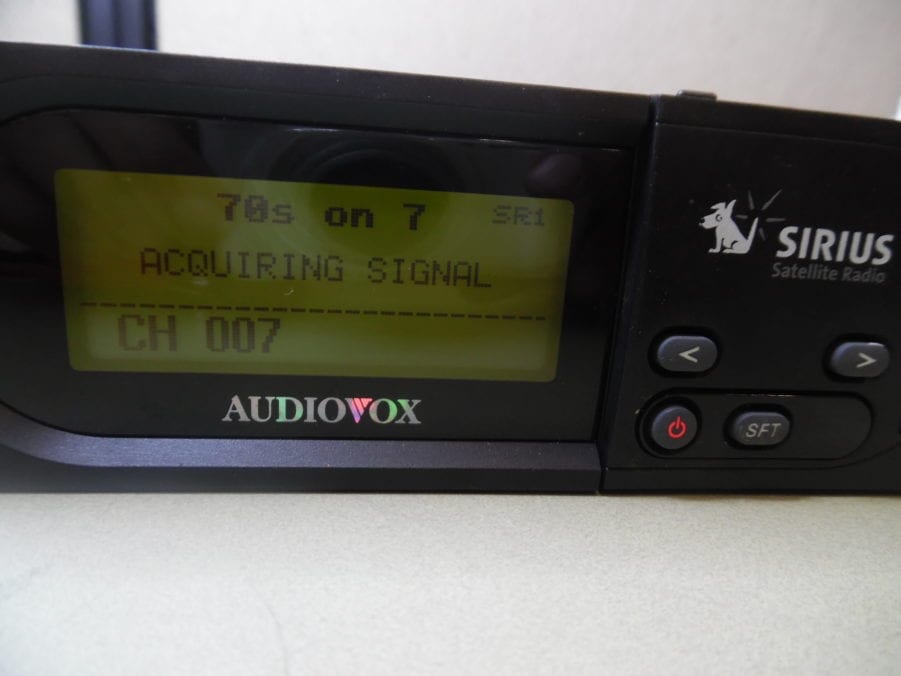 70s on 7 SR1
ACQUIRING SIGNAL
CH 007
AUDIOVOX
SIRIUS
Satellite Radio
< >
SFT